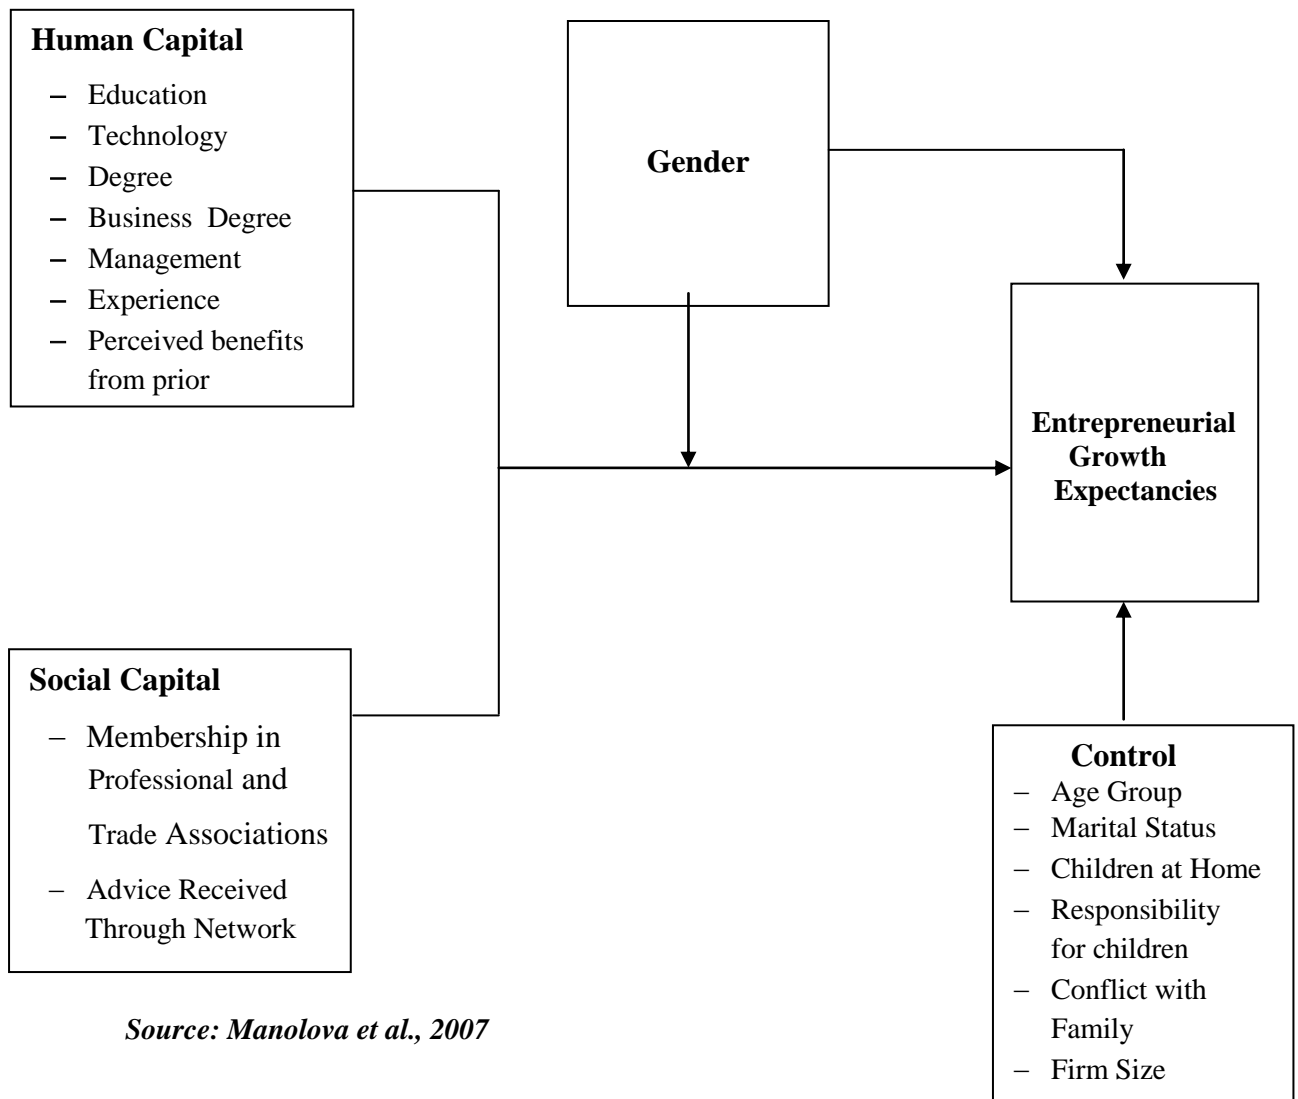 Human Capital
– Education
– Technology
– Degree
– Business Degree
– Management
– Experience
– Perceived benefits
from prior
Gender
Entrepreneurial
Growth
Expectancies
Social Capital
– Membership in
Professional and
Trade Associations
– Advice Received
Through Network
Control
– Age Group
– Marital Status
– Children at Home
– Responsibility
for children
– Conflict with
Family
– Firm Size
Source: Manolova et al., 2007